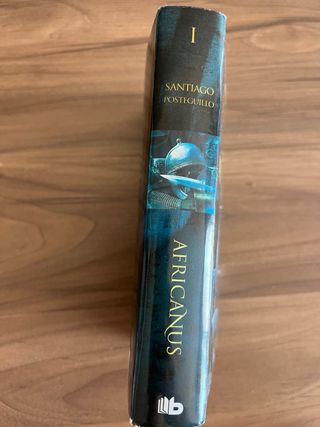 I
SANTIAGO
POSTEGUILLO
AFRICANUS
b